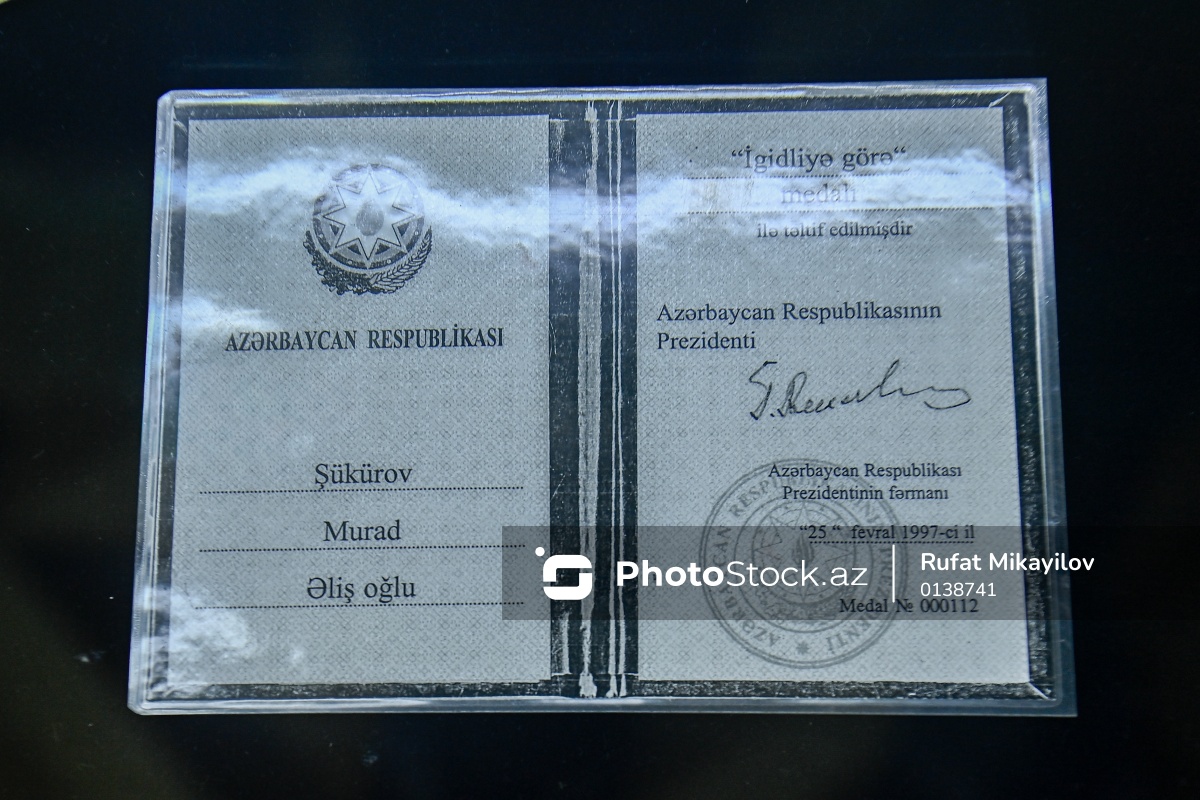 AZƏRBAYCAN RESPUBLİKASI
Şükürov
Murad
Əliş oğlu
“İgidliyə görə“
medalı
ilə təltif edilmişdir
Azərbaycan Respublikasının
Prezidenti
Azərbaycan Respublikası
Prezidentinin fərmanı
“25“ fevral 1997-ci il
Medal № 000112
PhotoStock.az
Rufat Mikayilov
0138741